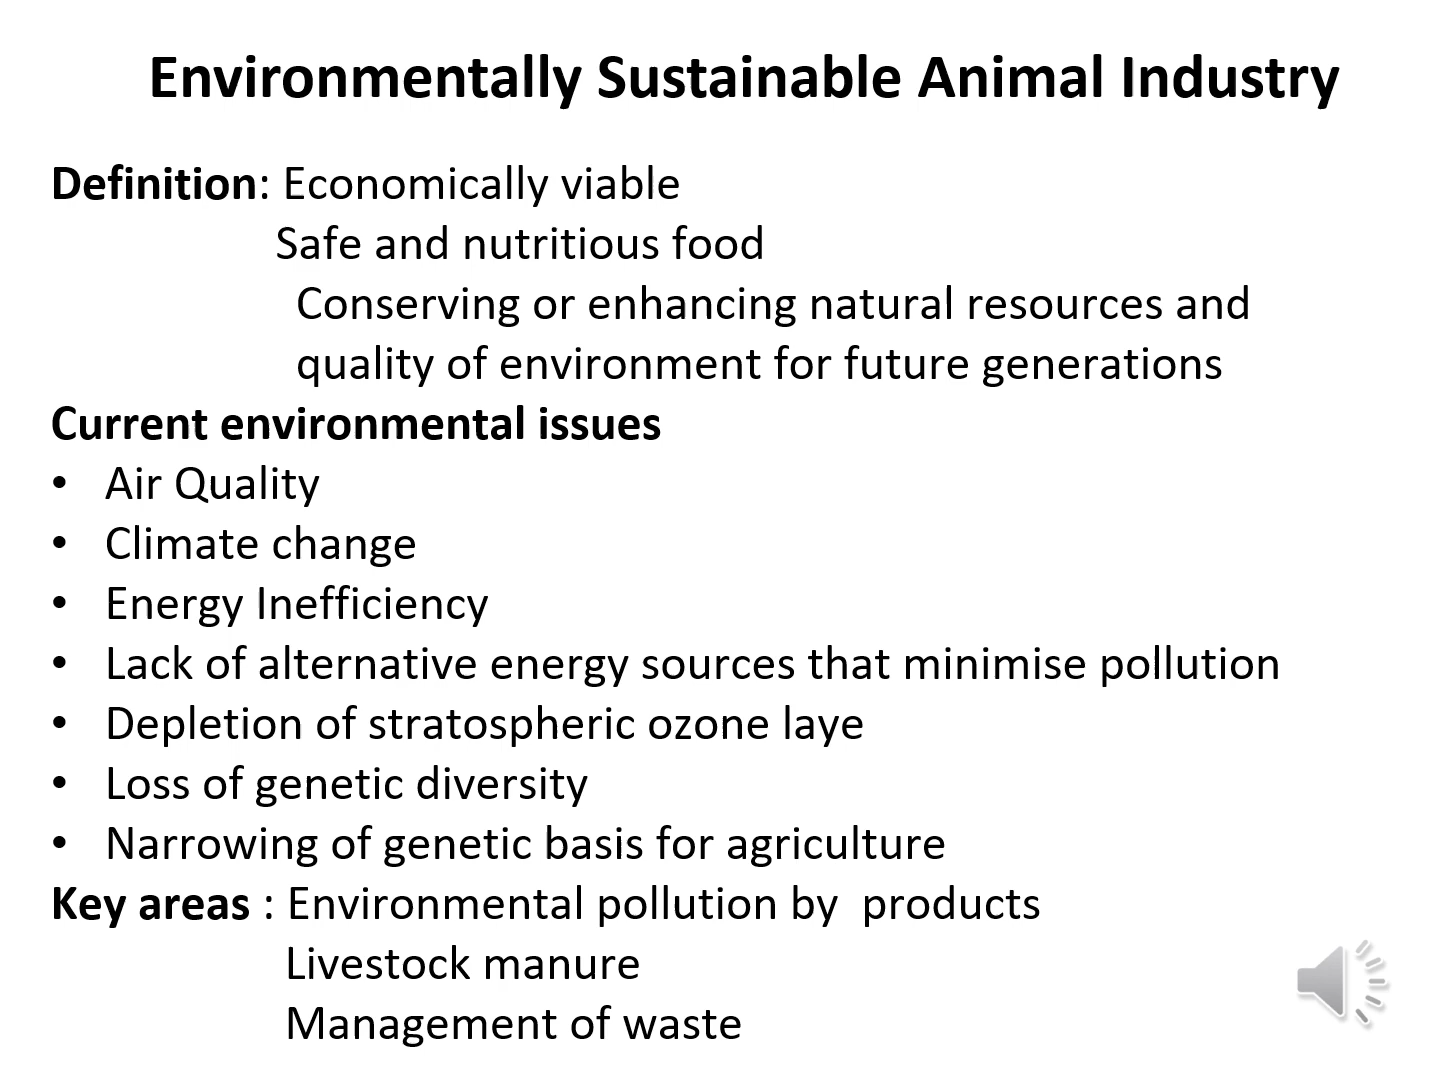 Environmentally Sustainable Animal Industry
Definition: Economically viable
Safe and nutritious food
Conserving or enhancing natural resources and
quality of environment for future generations
Current environmental issues
• Air Quality
• Climate change
• Energy Inefficiency
• Lack of alternative energy sources that minimise pollution
• Depletion of stratospheric ozone laye
• Loss of genetic diversity
• Narrowing of genetic basis for agriculture
Key areas : Environmental pollution by  products
Livestock manure
Management of waste